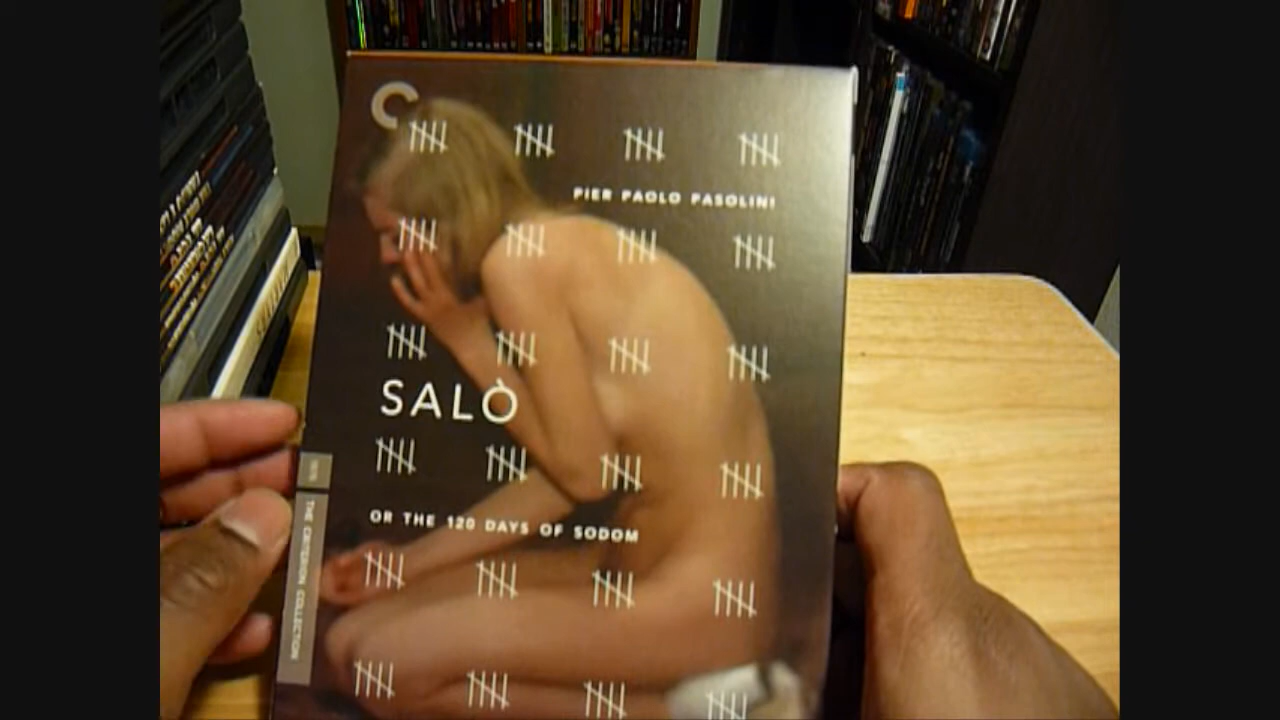 PIER PAOLO PASOLINI
SALÒ
OR THE 120 DAYS OF SODOM
THE CRITERION COLLECTION